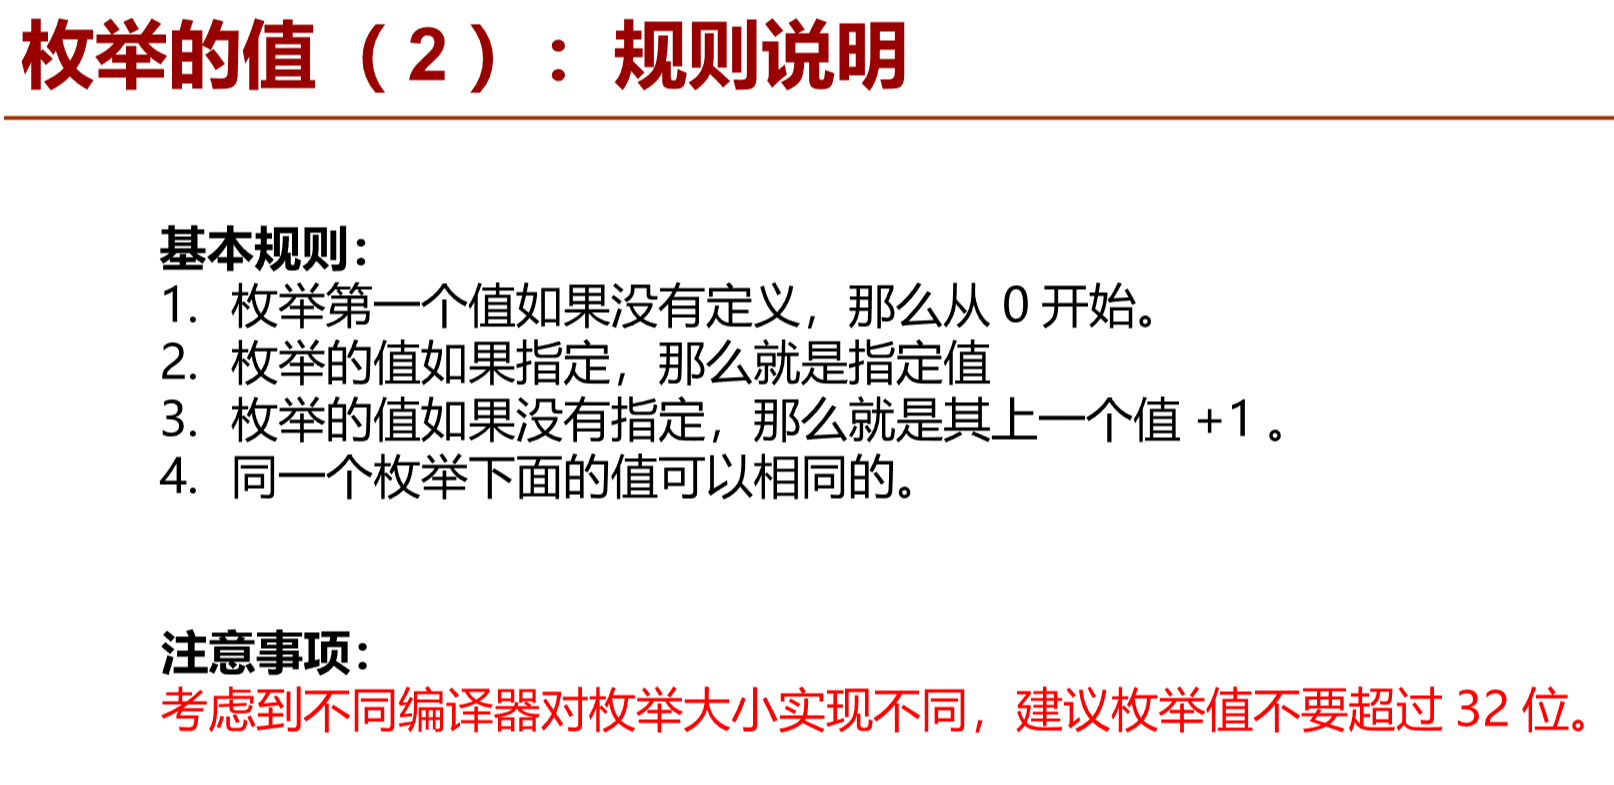 枚举的值（2）：规则说明
基本规则：
1. 枚举第一个值如果没有定义，那么从 0 开始。
2. 枚举的值如果指定，那么就是指定值
3. 枚举的值如果没有指定，那么就是其上一个值 +1 。
4. 同一个枚举下面的值可以相同的。
注意事项：
考虑到不同编译器对枚举大小实现不同，建议枚举值不要超过 32 位。